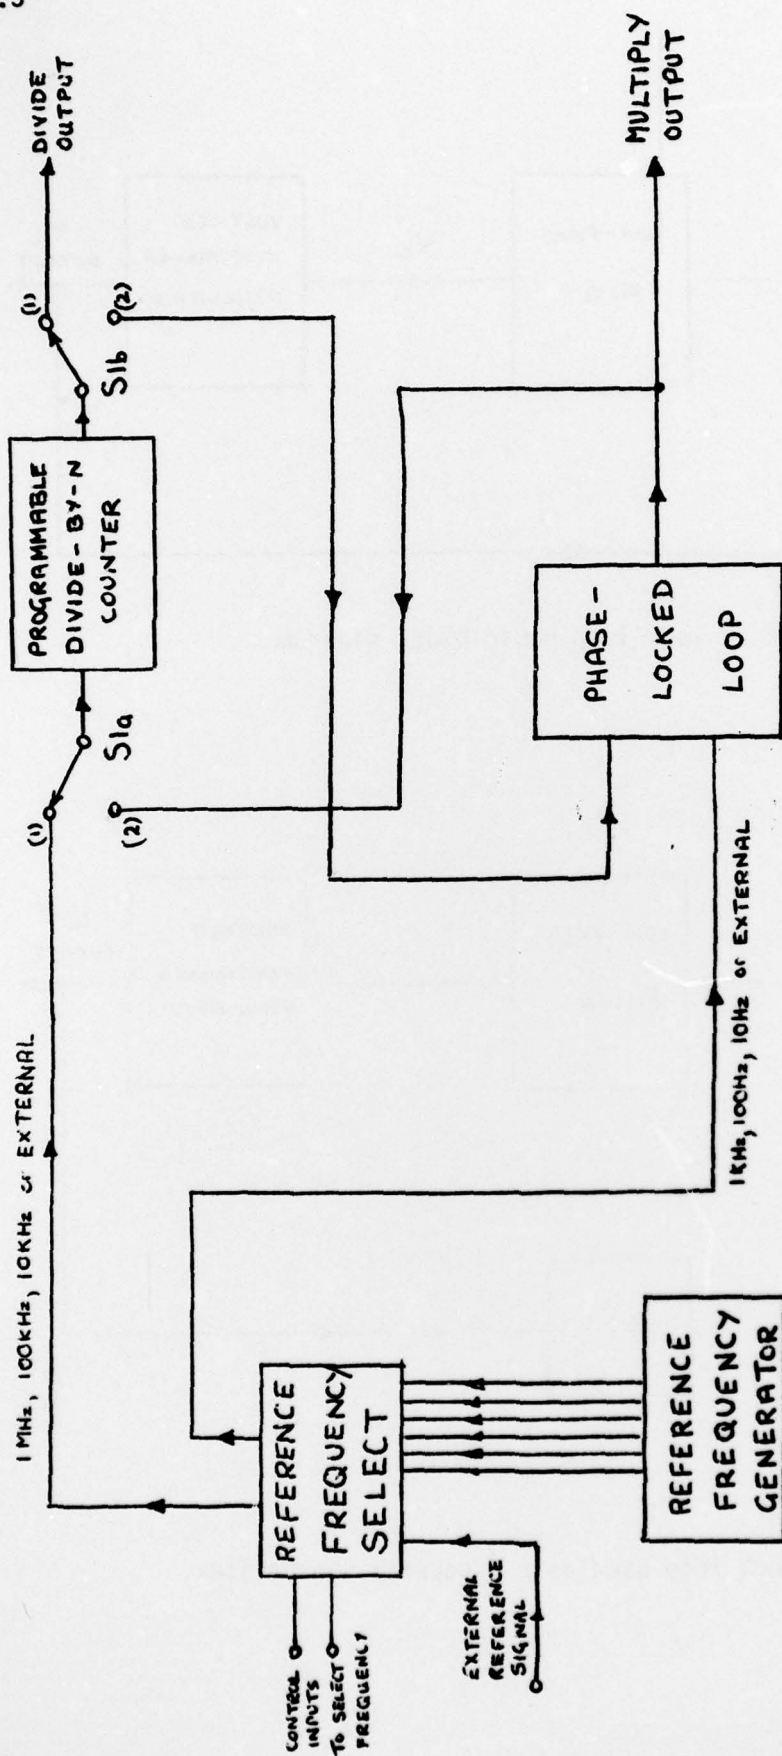 DIVIDE
OUTPUT
(1)
(2)
S1b
PROGRAMMABLE
DIVIDE-BY-N
COUNTER
S1a
(1)
(2)
1MHz, 100KHz, 10KHz or EXTERNAL
MULTIPLY
OUTPUT
PHASE-
LOCKED
LOOP
1KHz, 100Hz, 10Hz or EXTERNAL
REFERENCE
FREQUENCY
SELECT
CONTROL
INPUTS
TO SELECT
FREQUENCY
EXTERNAL
REFERENCE
SIGNAL
REFERENCE
FREQUENCY
GENERATOR